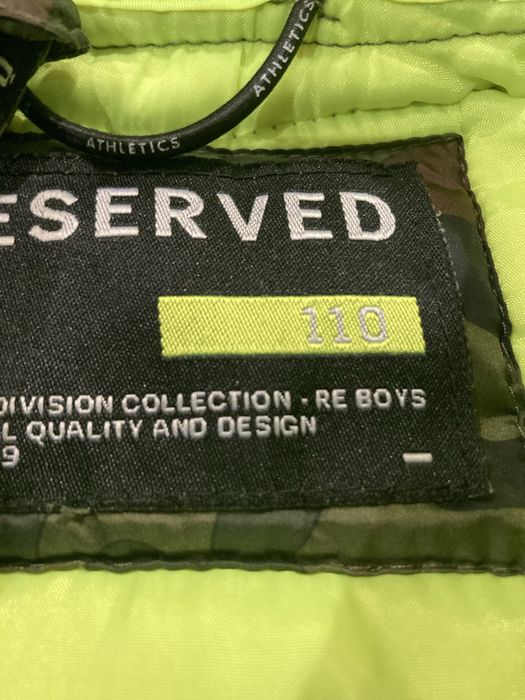 ATHLETICS
ATHLETICS
ESERVED
110
DIVISION COLLECTION - RE BOYS
L QUALITY AND DESIGN
9